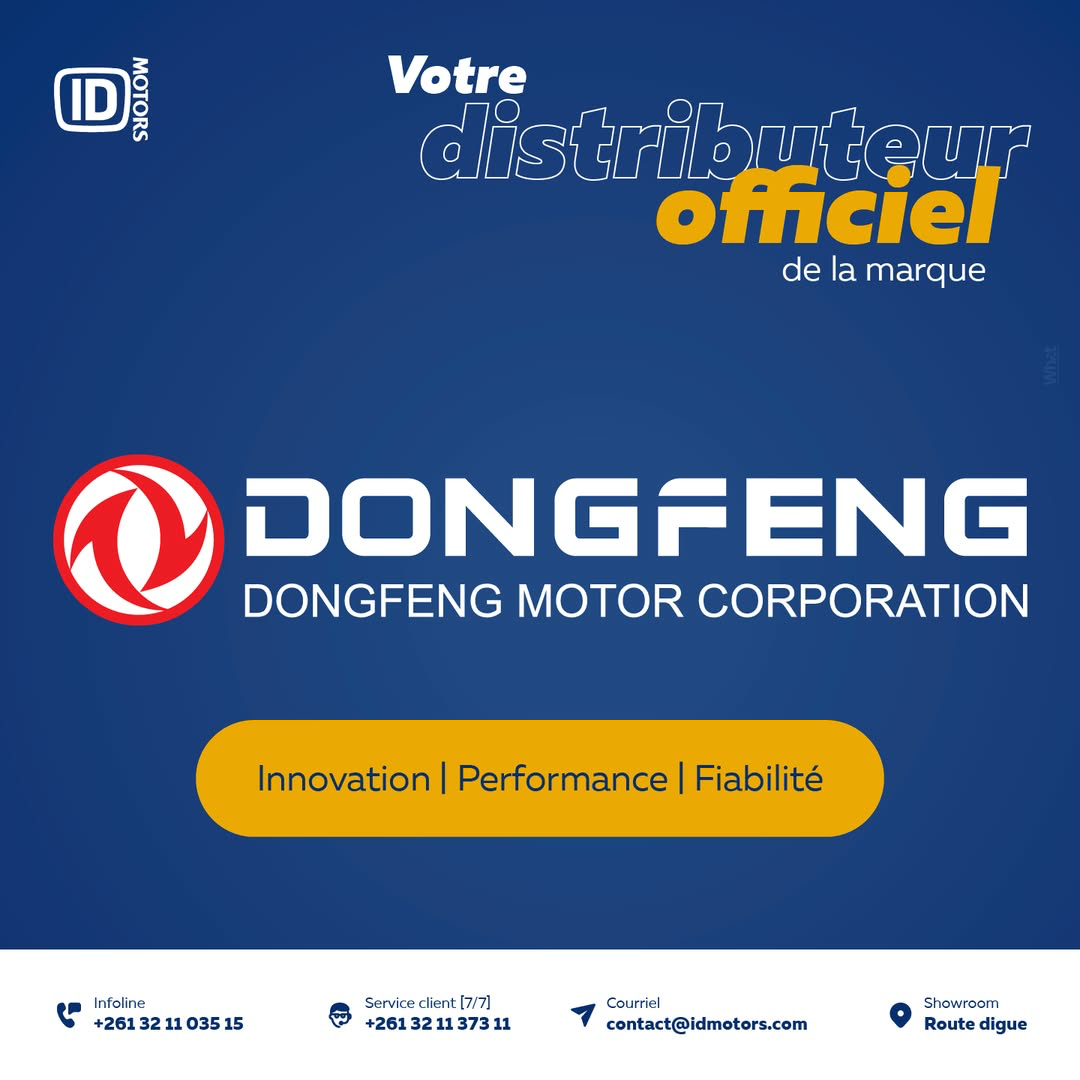 ID
MOTORS
Votre
distributeur
officiel
de la marque
What
DONGFENG
DONGFENG MOTOR CORPORATION
Innovation | Performance | Fiabilité
Infoline
+261 32 11 035 15
Service client [7/7]
+261 32 11 373 11
Courriel
contact@idmotors.com
Showroom
Route digue